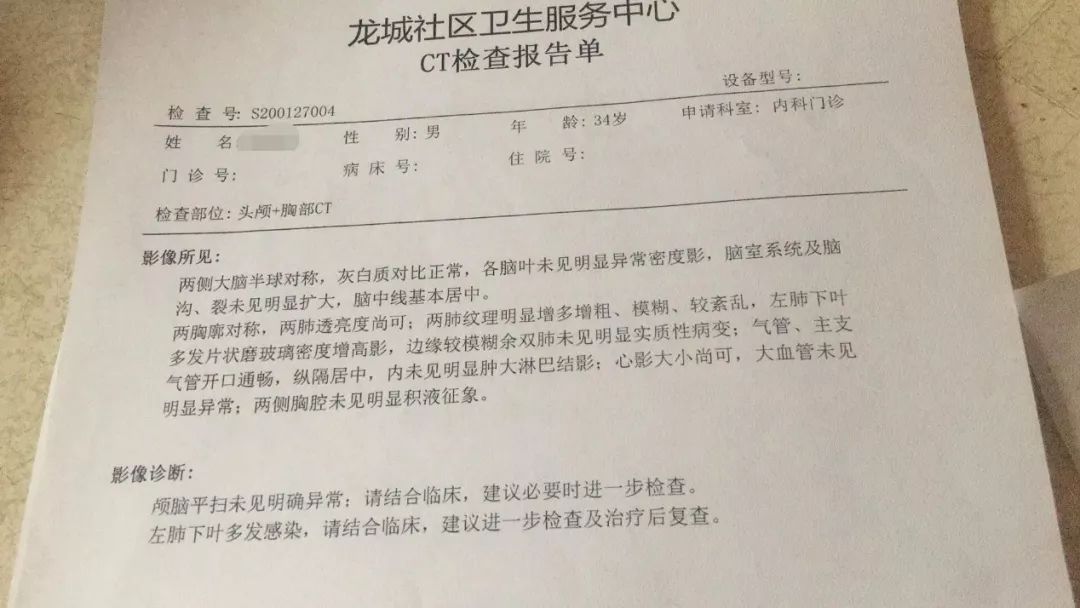 龙城社区卫生服务中心
CT检查报告单
设备型号:
检 查 号: S200127004
姓 名 性 别: 男 年 龄: 34岁 申请科室: 内科门诊
门 诊 号: 病 床 号: 住 院 号:
检查部位: 头颅+胸部CT
影像所见:
两侧大脑半球对称，灰白质对比正常，各脑叶未见明显异常密度影，脑室系统及脑
沟、裂未见明显扩大，脑中线基本居中。
两胸廓对称，两肺透亮度尚可；两肺纹理明显增多增粗、模糊、较紊乱，左肺下叶
多发片状磨玻璃密度增高影，边缘较模糊余双肺未见明显实质性病变；气管、主支
气管开口通畅，纵隔居中，内未见明显肿大淋巴结影；心影大小尚可，大血管未见
明显异常；两侧胸腔未见明显积液征象。
影像诊断:
颅脑平扫未见明确异常；请结合临床，建议必要时进一步检查。
左肺下叶多发感染，请结合临床，建议进一步检查及治疗后复查。